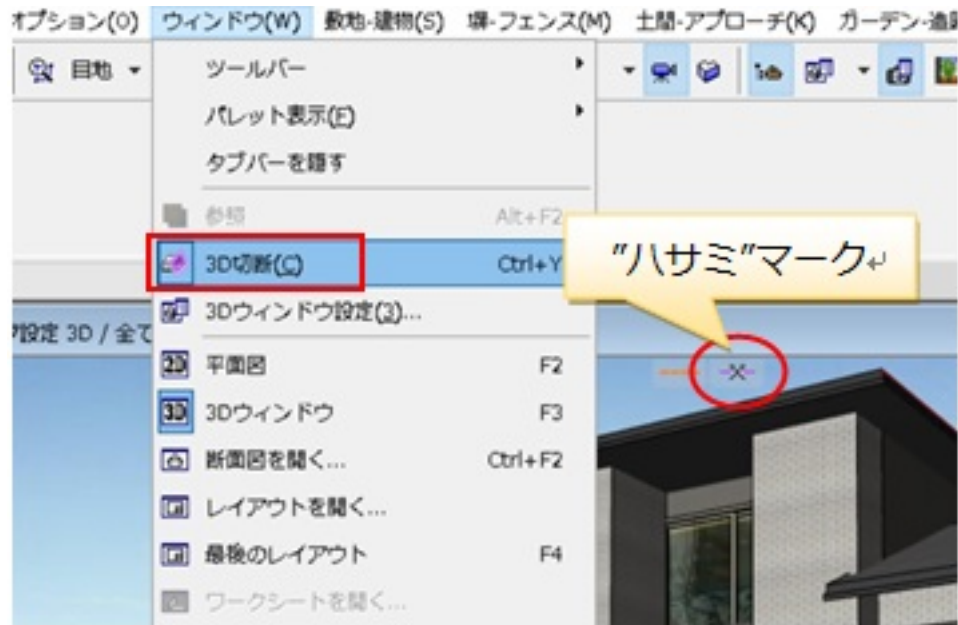 オプション(O) ウィンドウ(W) 敷地-建物(S) 塀-フェンス(M) 土間-アプローチ(K) ガーデン-造園
目地
ツールバー
パレット表示(E)
タブバーを隠す
参照 Alt+F2
3D切断(C) Ctrl+Y
"ハサミ"マーク↵
3Dウィンドウ設定(3)...
設定 3D / 全て
2D 平面図 F2
3D 3Dウィンドウ F3
断面図を開く... Ctrl+F2
レイアウトを開く...
最後のレイアウト F4
ワークシートを開く...